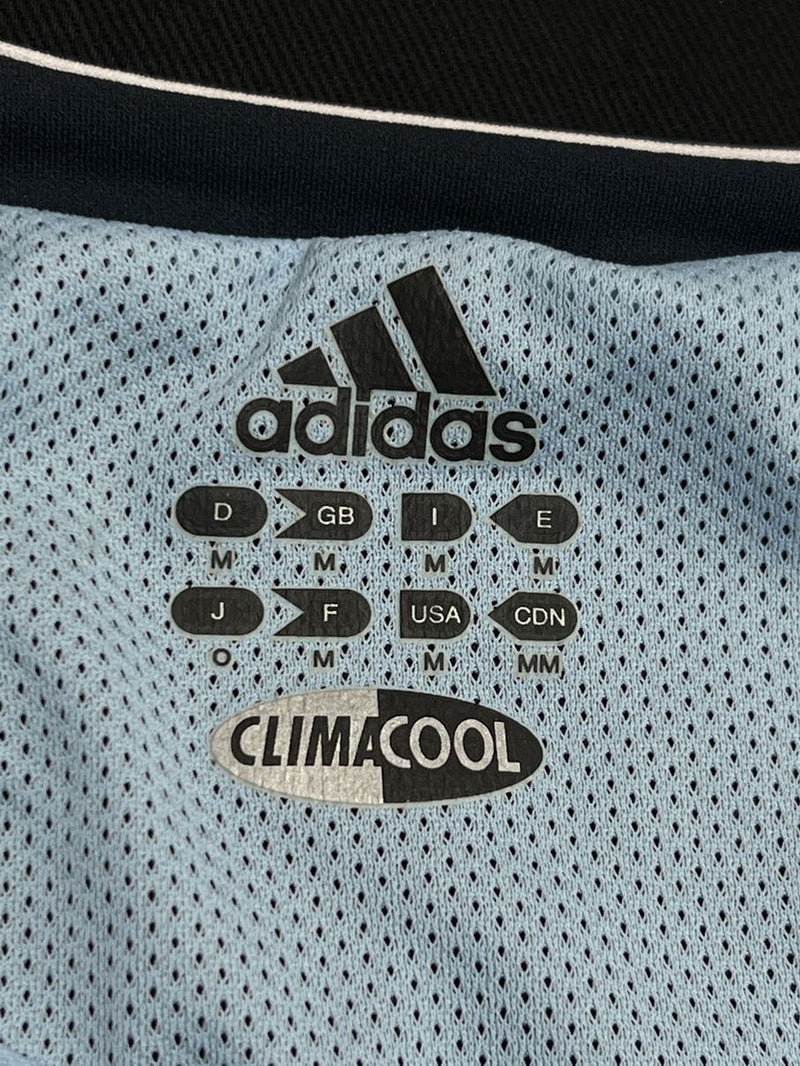 adidas
D GB I E
M M M M
J F USA CDN
O M M MM
CLIMACOOL